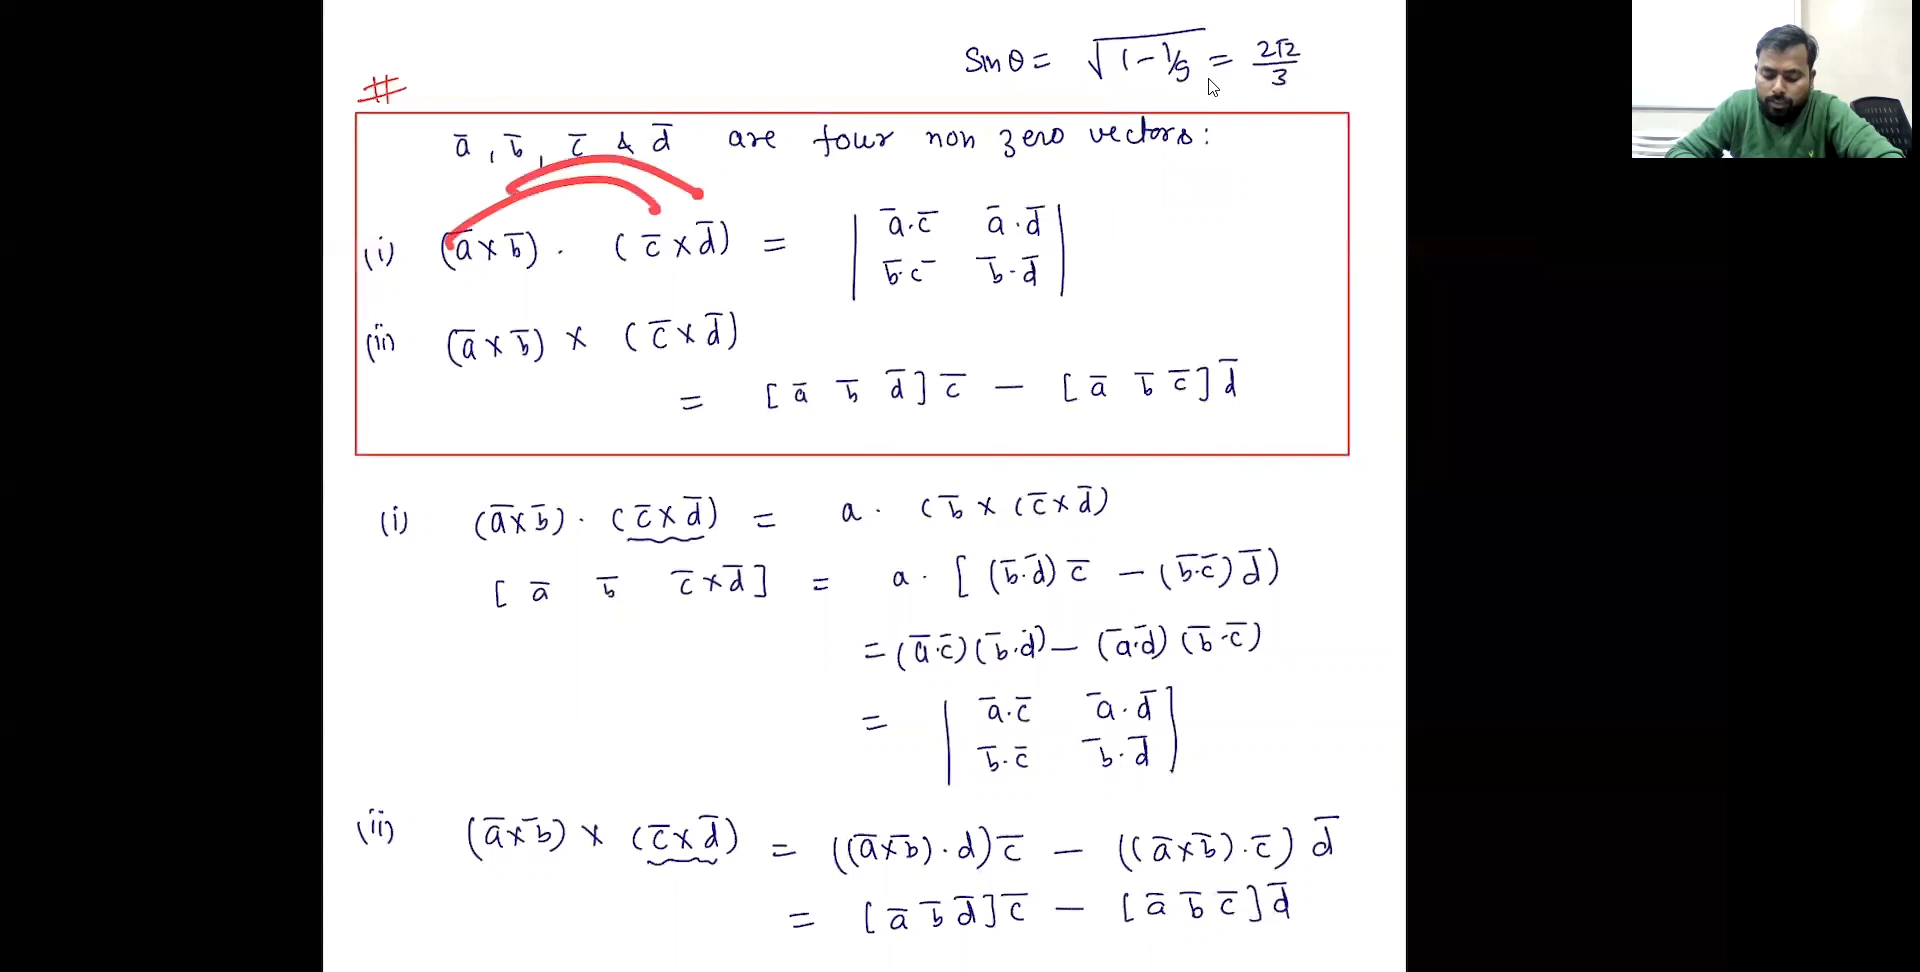 Sin θ = √(1 - 1/9) = 2√2/3
#
a̅ , b̅ , c̅ & d̅ are four non zero vectors :
(i) (a̅ × b̅) · (c̅ × d̅) = | a̅·c̅ a̅·d̅ |
| b̅·c̅ b̅·d̅ |
(ii) (a̅ × b̅) × (c̅ × d̅)
= [ a̅ b̅ d̅ ] c̅ - [ a̅ b̅ c̅ ] d̅
(i) (a̅ × b̅) · (c̅ × d̅) = a · ( b̅ × (c̅ × d̅)
[ a̅ b̅ c̅ × d̅ ] = a · [ (b̅·d̅) c̅ - (b̅·c̅) d̅ )
= (a̅·c̅) (b̅·d̅) - (a̅·d̅) (b̅·c̅)
= | a̅·c̅ a̅·d̅ |
| b̅·c̅ b̅·d̅ |
(ii) (a̅ × b̅) × (c̅ × d̅) = ((a̅ × b̅) · d) c̅ - ((a̅ × b̅) · c̅) d̅
= [ a̅ b̅ d̅ ] c̅ - [ a̅ b̅ c̅ ] d̅